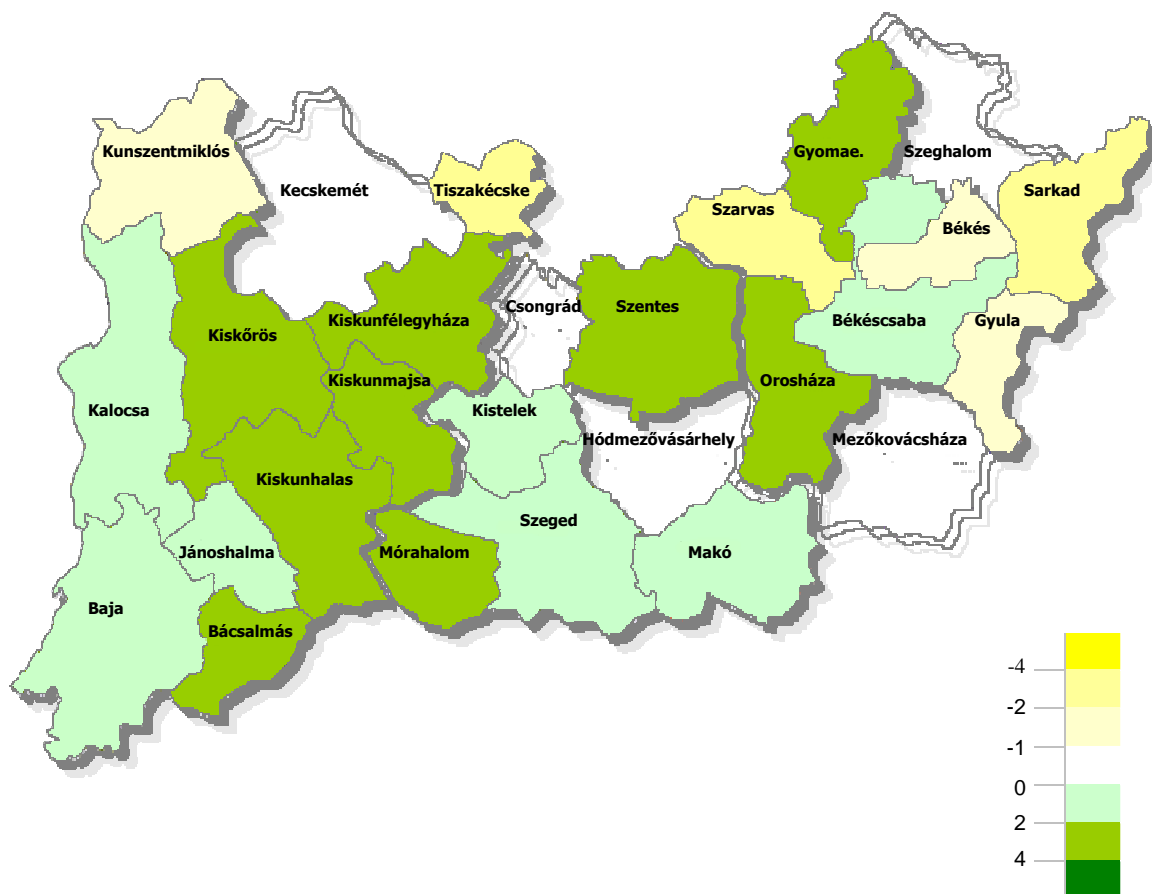 Kunszentmiklós
Kecskemét
Tiszakécske
Gyomae.
Szeghalom
Sarkad
Szarvas
Békés
Csongrád
Szentes
Kiskunfélegyháza
Kiskőrös
Békéscsaba
Gyula
Kiskunmajsa
Orosháza
Kalocsa
Kistelek
Hódmezővásárhely
Mezőkovácsháza
Kiskunhalas
Szeged
Jánoshalma
Mórahalom
Makó
Baja
Bácsalmás
-4
-2
-1
0
2
4